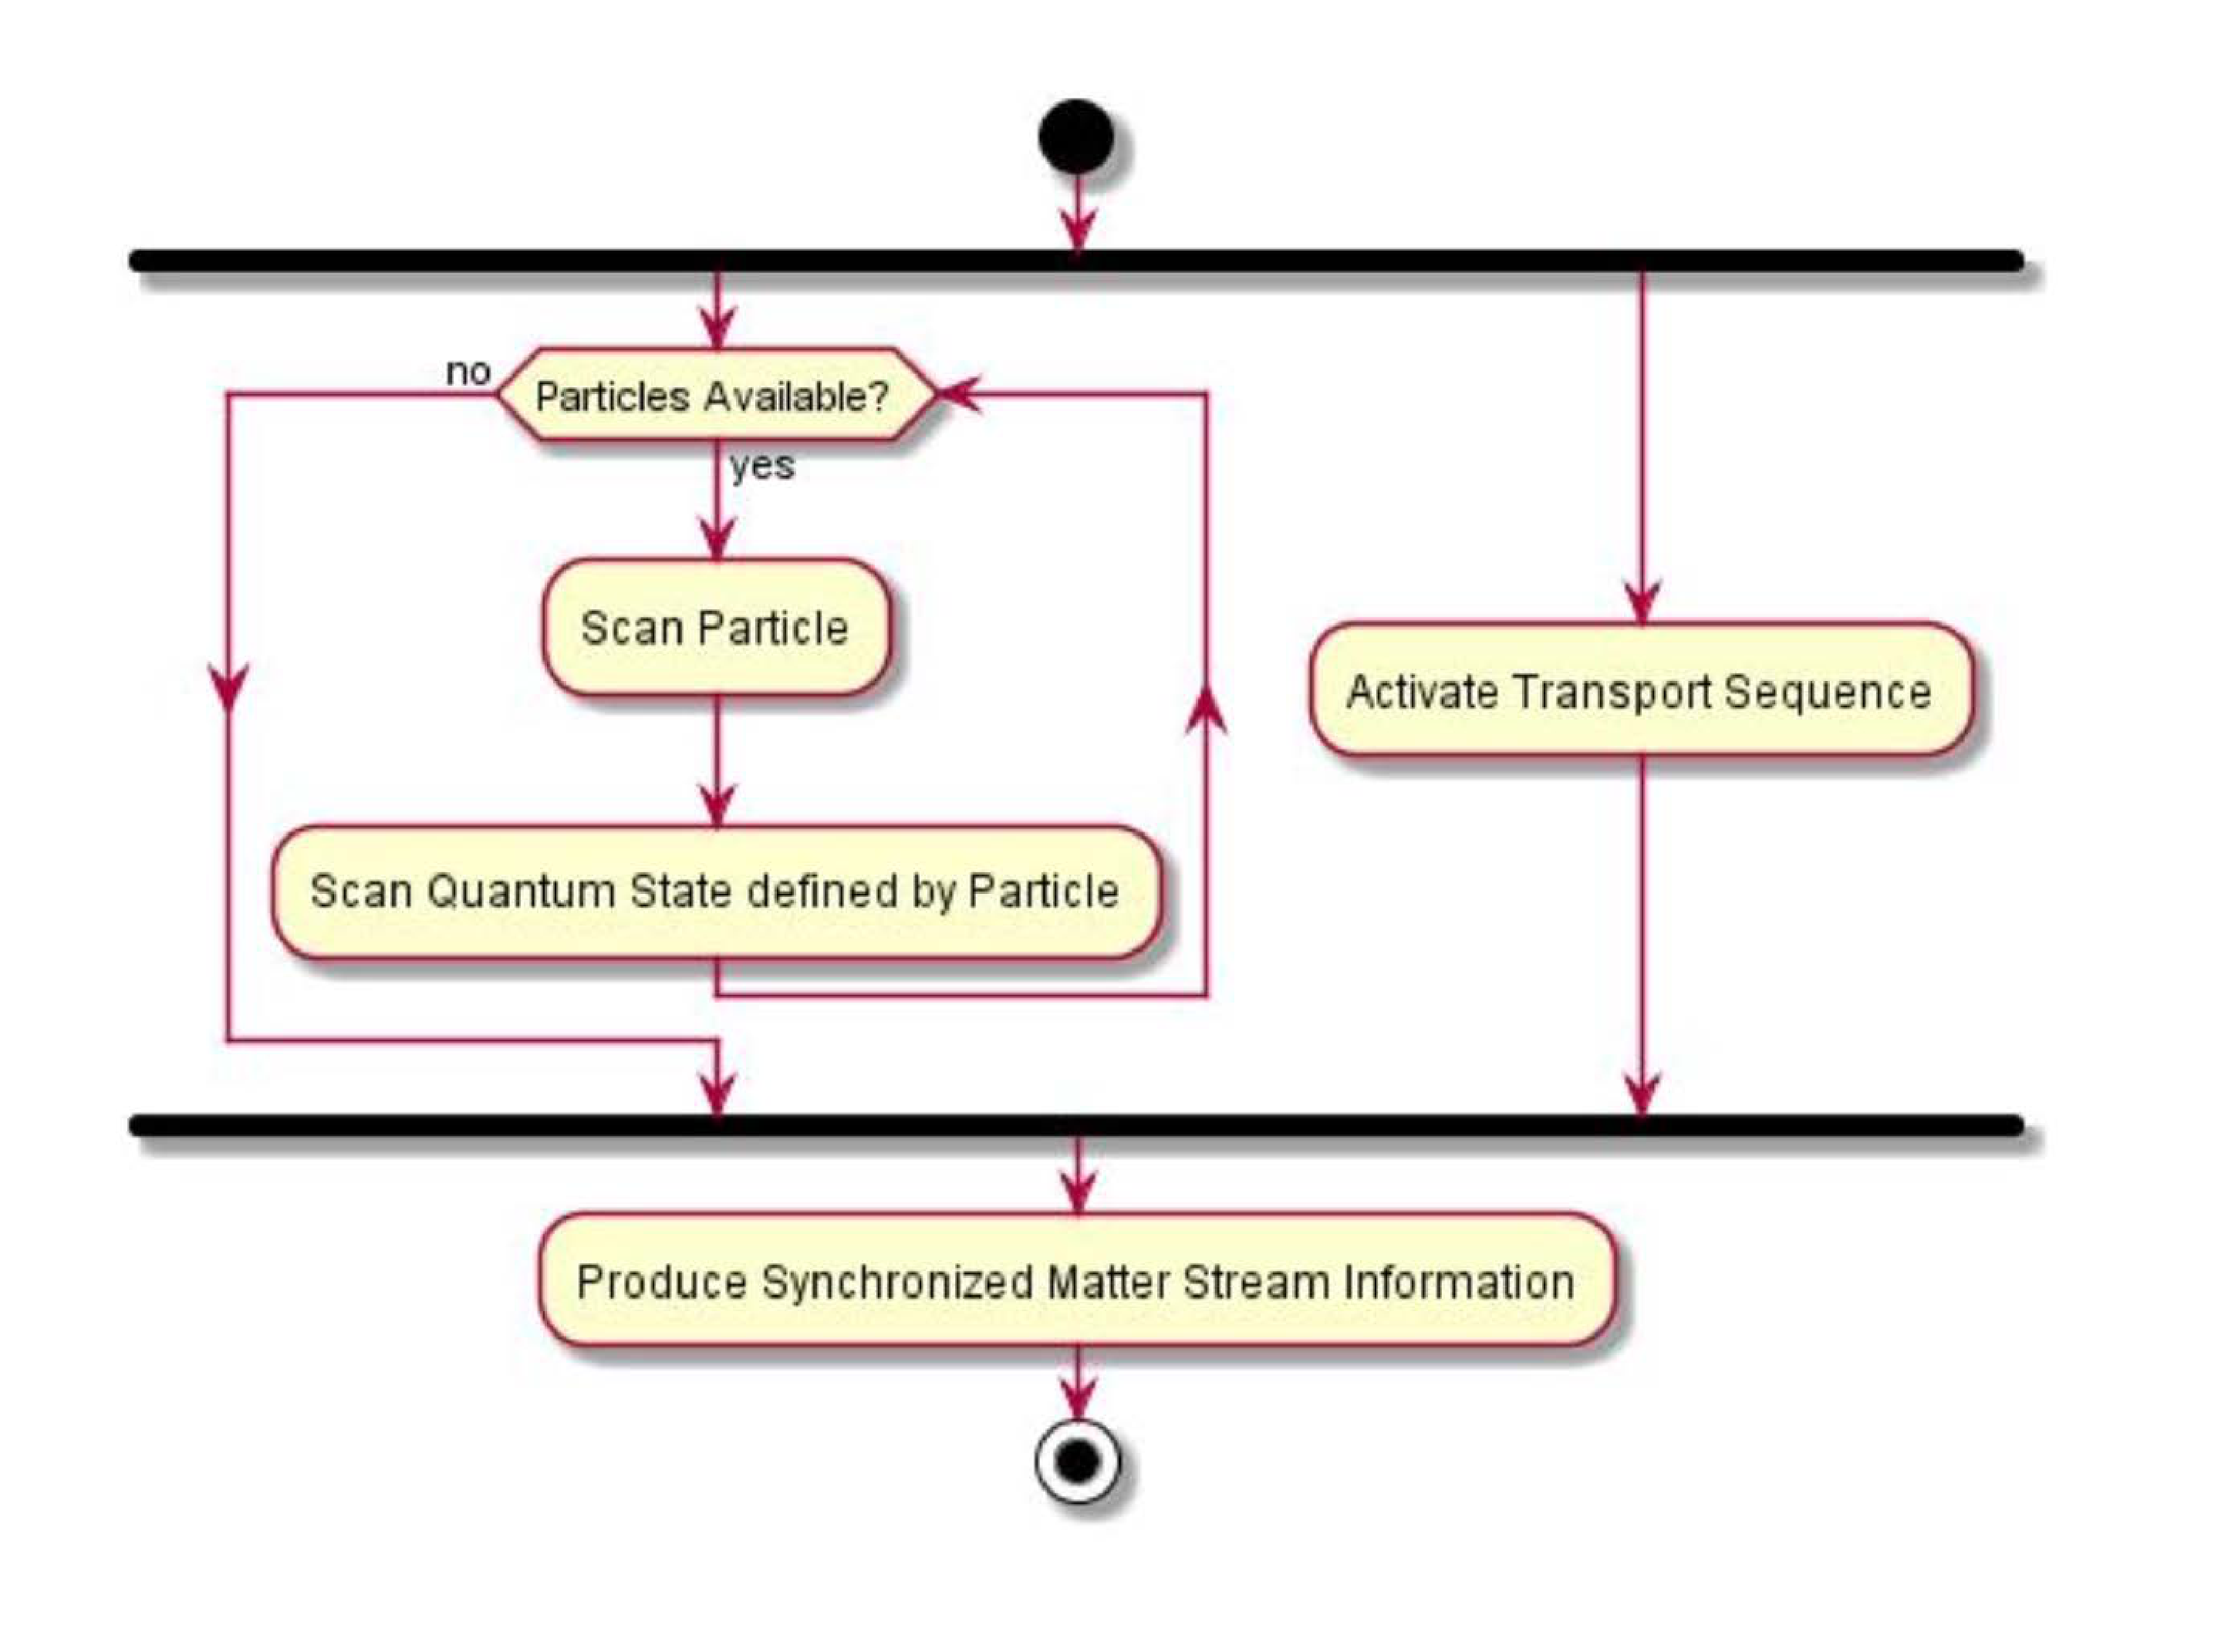 no
Particles Available?
yes
Scan Particle
Activate Transport Sequence
Scan Quantum State defined by Particle
Produce Synchronized Matter Stream Information